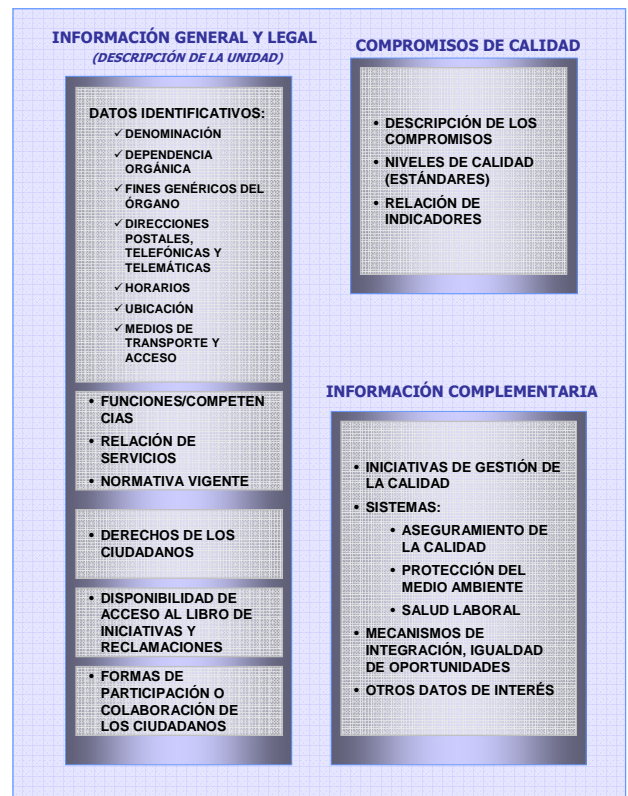 INFORMACIÓN GENERAL Y LEGAL
(DESCRIPCIÓN DE LA UNIDAD)
DATOS IDENTIFICATIVOS:
✓ DENOMINACIÓN
✓ DEPENDENCIA
ORGÁNICA
✓ FINES GENÉRICOS DEL
ÓRGANO
✓ DIRECCIONES
POSTALES,
TELEFÓNICAS Y
TELEMÁTICAS
✓ HORARIOS
✓ UBICACIÓN
✓ MEDIOS DE
TRANSPORTE Y
ACCESO
• FUNCIONES/COMPETEN
CIAS
• RELACIÓN DE
SERVICIOS
• NORMATIVA VIGENTE
• DERECHOS DE LOS
CIUDADANOS
• DISPONIBILIDAD DE
ACCESO AL LIBRO DE
INICIATIVAS Y
RECLAMACIONES
• FORMAS DE
PARTICIPACIÓN O
COLABORACIÓN DE
LOS CIUDADANOS
COMPROMISOS DE CALIDAD
• DESCRIPCIÓN DE LOS
COMPROMISOS
• NIVELES DE CALIDAD
(ESTÁNDARES)
• RELACIÓN DE
INDICADORES
INFORMACIÓN COMPLEMENTARIA
• INICIATIVAS DE GESTIÓN DE
LA CALIDAD
• SISTEMAS:
• ASEGURAMIENTO DE
LA CALIDAD
• PROTECCIÓN DEL
MEDIO AMBIENTE
• SALUD LABORAL
• MECANISMOS DE
INTEGRACIÓN, IGUALDAD
DE OPORTUNIDADES
• OTROS DATOS DE INTERÉS